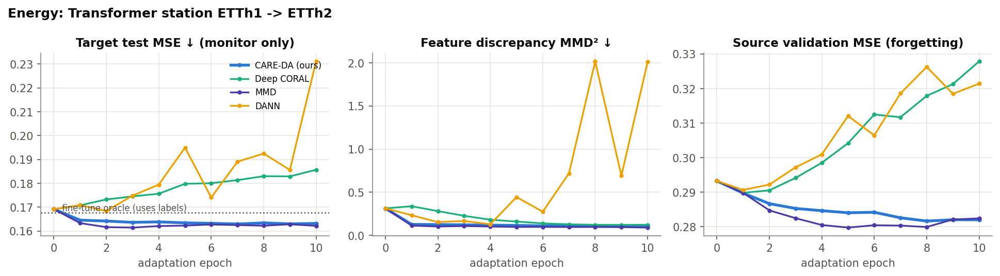 Energy: Transformer station ETTh1 -> ETTh2
Target test MSE ↓ (monitor only)
0.23
0.22
0.21
0.20
0.19
0.18
0.17
0.16
CARE-DA (ours)
Deep CORAL
MMD
DANN
fine-tune oracle (uses labels)
0 2 4 6 8 10
adaptation epoch
Feature discrepancy MMD² ↓
2.0
1.5
1.0
0.5
0.0
0 2 4 6 8 10
adaptation epoch
Source validation MSE (forgetting)
0.33
0.32
0.31
0.30
0.29
0.28
0 2 4 6 8 10
adaptation epoch